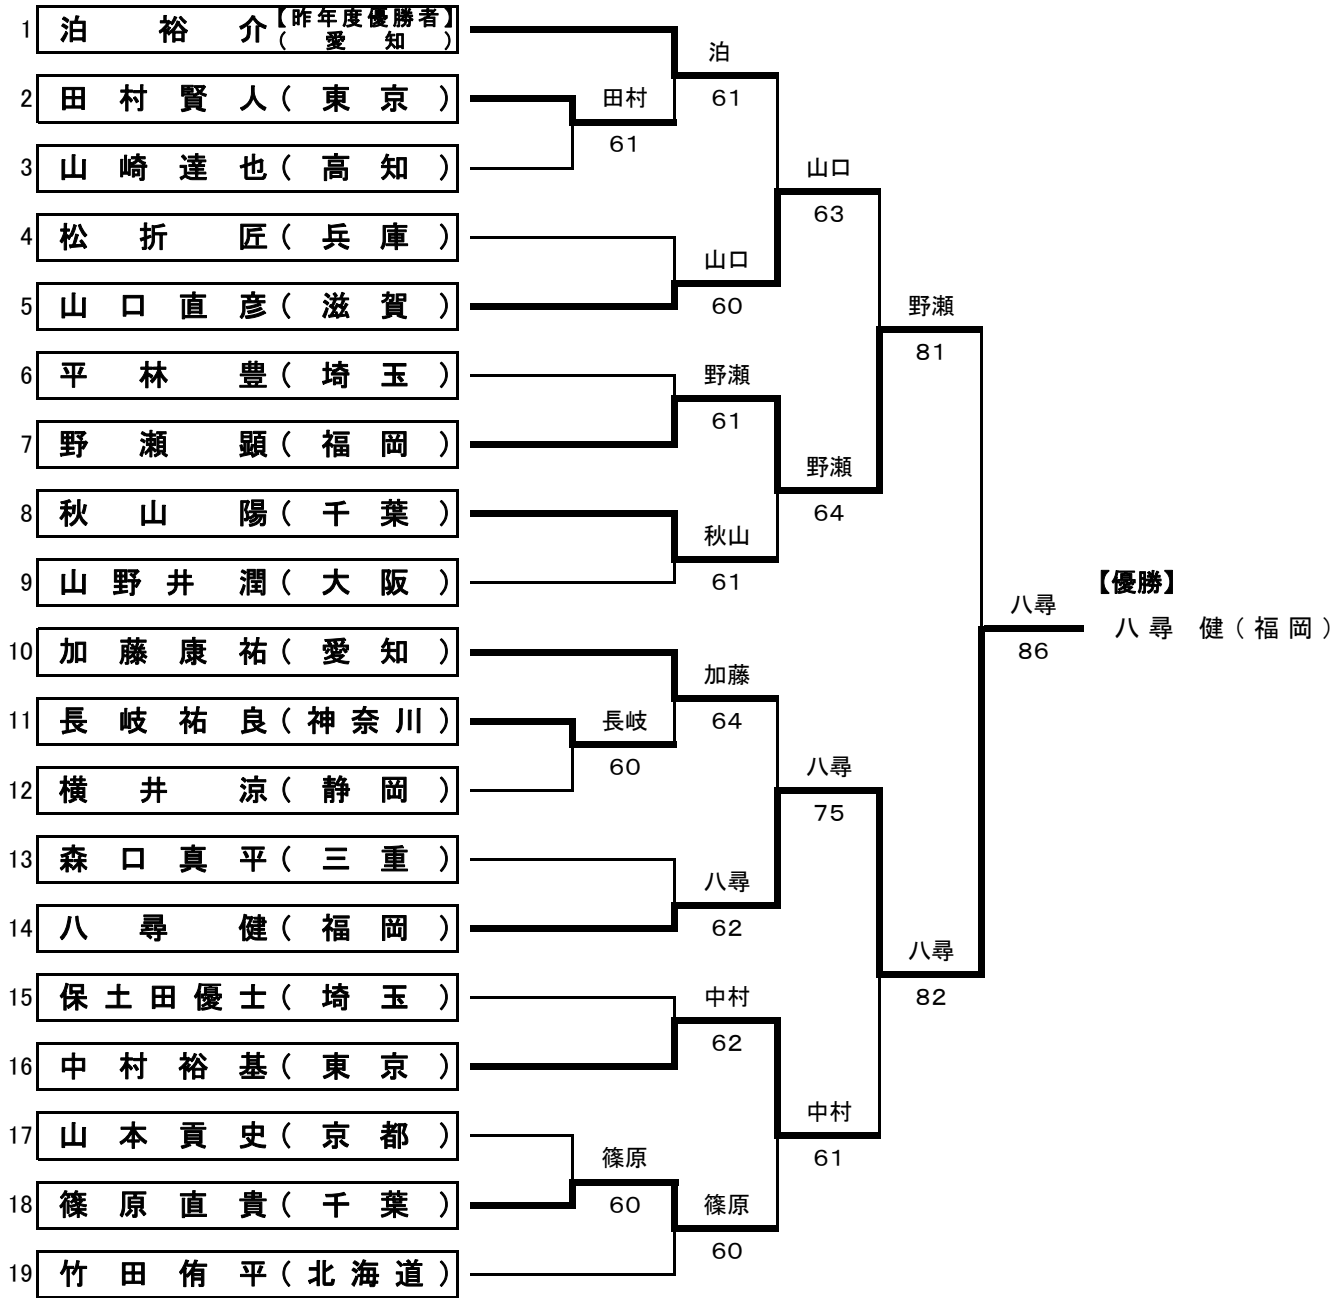 1 泊 裕 介 【昨年度優勝者】
( 愛 知 )
泊
2 田 村 賢 人 ( 東 京 ) 田村 61
61
3 山 崎 達 也 ( 高 知 ) 山口
63
4 松 折 匠 ( 兵 庫 )
山口
5 山 口 直 彦 ( 滋 賀 ) 60 野瀬
81
6 平 林 豊 ( 埼 玉 ) 野瀬
61
7 野 瀬 顕 ( 福 岡 )
野瀬
8 秋 山 陽 ( 千 葉 ) 64
秋山
9 山 野 井 潤 ( 大 阪 ) 61
【優勝】
八尋
八 尋 健 ( 福 岡 )
10 加 藤 康 祐 ( 愛 知 ) 86
加藤
11 長 岐 祐 良 ( 神 奈 川 ) 長岐 64
60 八尋
12 横 井 涼 ( 静 岡 )
75
13 森 口 真 平 ( 三 重 )
八尋
14 八 尋 健 ( 福 岡 ) 62
八尋
15 保 土 田 優 士 ( 埼 玉 ) 中村 82
62
16 中 村 裕 基 ( 東 京 )
中村
17 山 本 貢 史 ( 京 都 ) 61
篠原
18 篠 原 直 貴 ( 千 葉 ) 60 篠原
60
19 竹 田 侑 平 ( 北 海 道 )